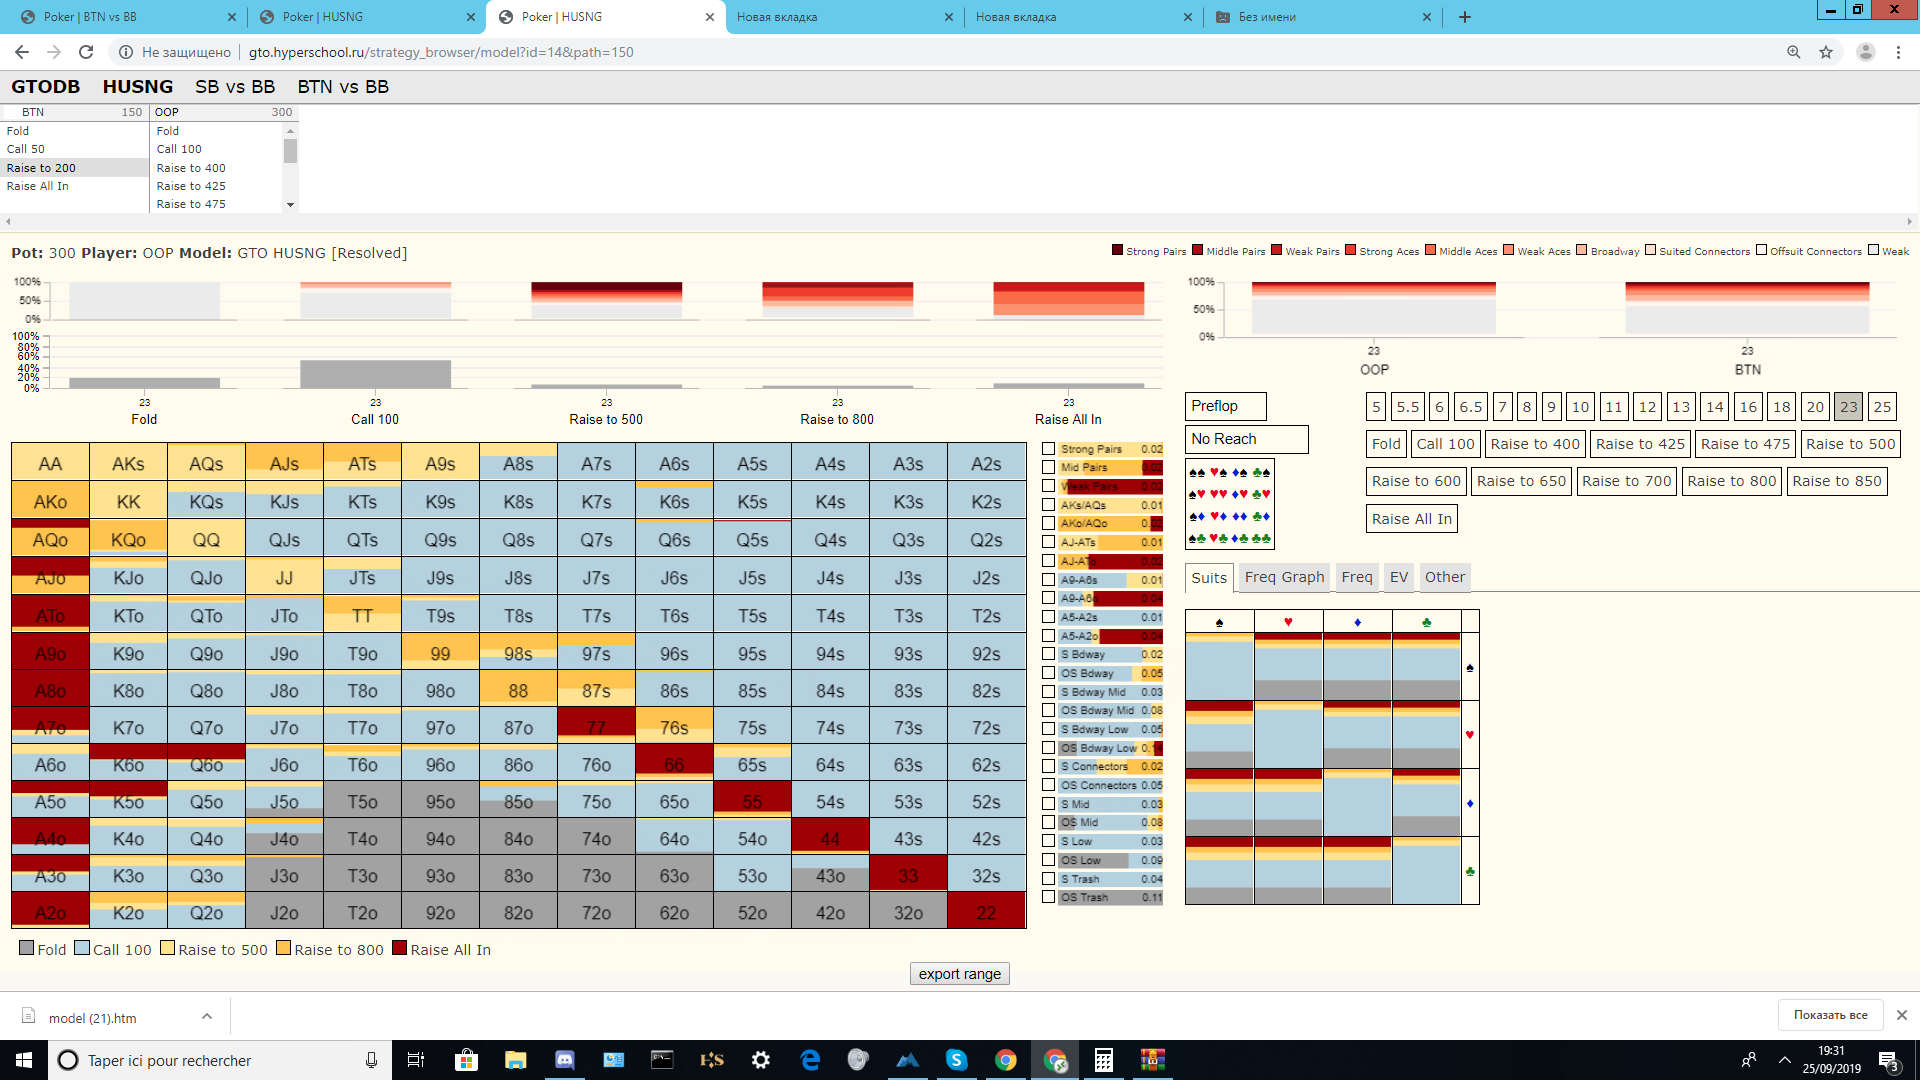 Poker | BTN vs BB
Poker | HUSNG
Poker | HUSNG
Новая вкладка
Новая вкладка
Без имени
Не защищено
gto.hyperschool.ru/strategy_browser/model?id=14&path=150
GTODB HUSNG SB vs BB BTN vs BB
BTN 150 OOP 300
Fold Fold
Call 50 Call 100
Raise to 200 Raise to 400
Raise All In Raise to 425
Raise to 475
Pot: 300 Player: OOP Model: GTO HUSNG [Resolved]
Strong Pairs Middle Pairs Weak Pairs Strong Aces Middle Aces Weak Aces Broadway Suited Connectors Offsuit Connectors Weak
100%
50%
0%
100%
80%
60%
40%
20%
0%
23 23 23 23 23
Fold Call 100 Raise to 500 Raise to 800 Raise All In
100%
50%
0%
23 23
OOP BTN
Preflop
No Reach
5 5.5 6 6.5 7 8 9 10 11 12 13 14 16 18 20 23 25
Fold Call 100 Raise to 400 Raise to 425 Raise to 475 Raise to 500
Raise to 600 Raise to 650 Raise to 700 Raise to 800 Raise to 850
Raise All In
♠♠ ♥♠ ♦♠ ♣♠
♠♥ ♥♥ ♦♥ ♣♥
♠♦ ♥♦ ♦♦ ♣♦
♠♣ ♥♣ ♦♣ ♣♣
Suits Freq Graph Freq EV Other
♠ ♥ ♦ ♣
♠
♥
♦
♣
AA AKs AQs AJs ATs A9s A8s A7s A6s A5s A4s A3s A2s
AKo KK KQs KJs KTs K9s K8s K7s K6s K5s K4s K3s K2s
AQo KQo QQ QJs QTs Q9s Q8s Q7s Q6s Q5s Q4s Q3s Q2s
AJo KJo QJo JJ JTs J9s J8s J7s J6s J5s J4s J3s J2s
ATo KTo QTo JTo TT T9s T8s T7s T6s T5s T4s T3s T2s
A9o K9o Q9o J9o T9o 99 98s 97s 96s 95s 94s 93s 92s
A8o K8o Q8o J8o T8o 98o 88 87s 86s 85s 84s 83s 82s
A7o K7o Q7o J7o T7o 97o 87o 77 76s 75s 74s 73s 72s
A6o K6o Q6o J6o T6o 96o 86o 76o 66 65s 64s 63s 62s
A5o K5o Q5o J5o T5o 95o 85o 75o 65o 55 54s 53s 52s
A4o K4o Q4o J4o T4o 94o 84o 74o 64o 54o 44 43s 42s
A3o K3o Q3o J3o T3o 93o 83o 73o 63o 53o 43o 33 32s
A2o K2o Q2o J2o T2o 92o 82o 72o 62o 52o 42o 32o 22
Strong Pairs 0.02
Mid Pairs 0.02
Weak Pairs 0.02
AKs/AQs 0.01
AKo/AQo 0.02
AJ-ATs 0.01
AJ-ATo 0.02
A9-A6s 0.01
A9-A6o 0.04
A5-A2s 0.01
A5-A2o 0.04
S Bdway 0.02
OS Bdway 0.05
S Bdway Mid 0.03
OS Bdway Mid 0.08
S Bdway Low 0.05
OS Bdway Low 0.14
S Connectors 0.02
OS Connectors 0.05
S Mid 0.03
OS Mid 0.08
S Low 0.03
OS Low 0.09
S Trash 0.04
OS Trash 0.11
Fold Call 100 Raise to 500 Raise to 800 Raise All In
export range
model (21).htm
Показать все
Taper ici pour rechercher
19:31
25/09/2019
3